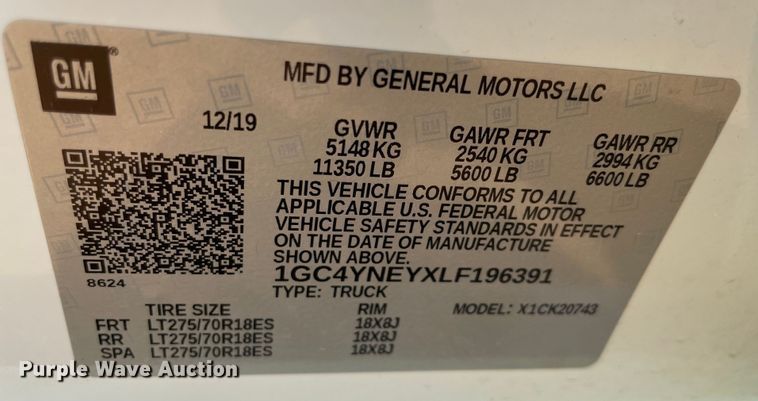 GM®
MFD BY GENERAL MOTORS LLC
12/19
GVWR GAWR FRT GAWR RR
5148 KG 2540 KG 2994 KG
11350 LB 5600 LB 6600 LB
THIS VEHICLE CONFORMS TO ALL
APPLICABLE U.S. FEDERAL MOTOR
VEHICLE SAFETY STANDARDS IN EFFECT
ON THE DATE OF MANUFACTURE
SHOWN ABOVE.
8624
1GC4YNEYXLF196391
TYPE: TRUCK
TIRE SIZE RIM MODEL: X1CK20743
FRT LT275/70R18ES 18X8J
RR LT275/70R18ES 18X8J
SPA LT275/70R18ES 18X8J
Purple Wave Auction